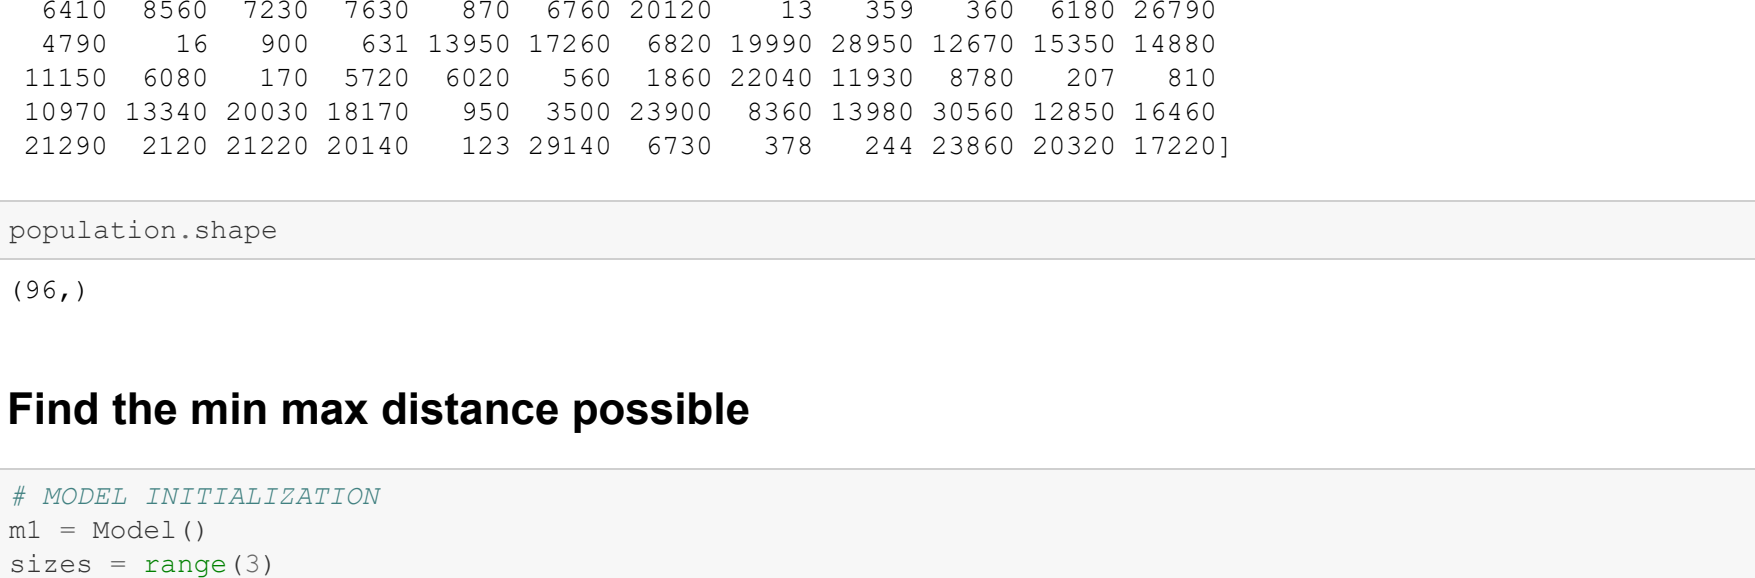 6410 8560 7230 7630 870 6760 20120 13 359 360 6180 26790
4790 16 900 631 13950 17260 6820 19990 28950 12670 15350 14880
11150 6080 170 5720 6020 560 1860 22040 11930 8780 207 810
10970 13340 20030 18170 950 3500 23900 8360 13980 30560 12850 16460
21290 2120 21220 20140 123 29140 6730 378 244 23860 20320 17220]
population.shape
(96,)
Find the min max distance possible
# MODEL INITIALIZATION
m1 = Model()
sizes = range(3)